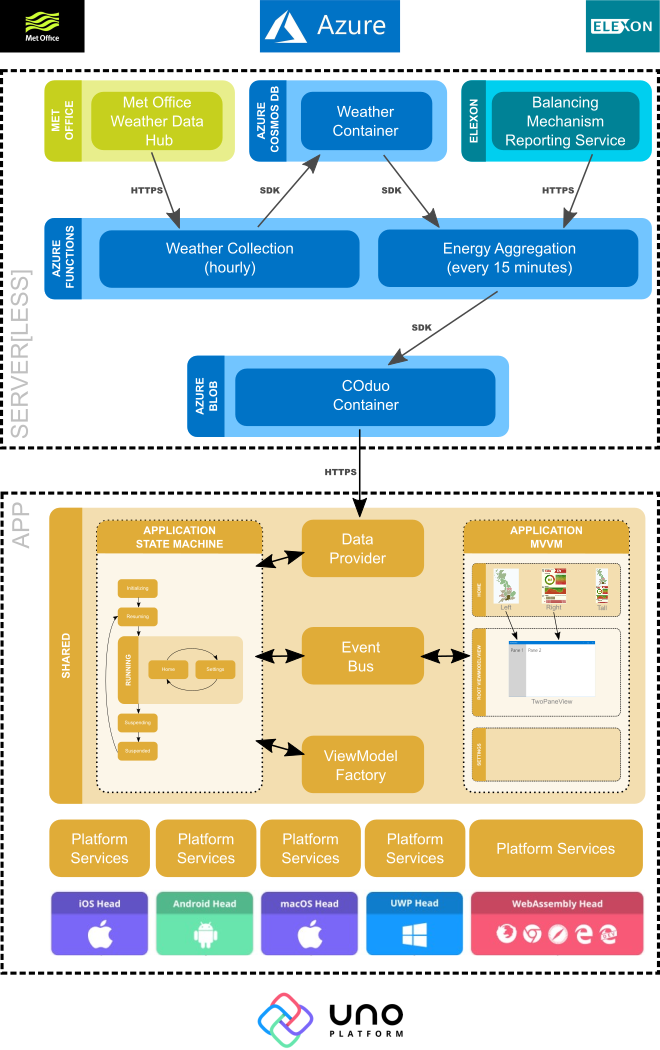 Met Office
Azure
ELEXON
SERVER[LESS]
MET
OFFICE
Met Office
Weather Data
Hub
AZURE
COSMOS DB
Weather
Container
ELEXON
Balancing
Mechanism
Reporting Service
HTTPS
SDK
SDK
HTTPS
AZURE
FUNCTIONS
Weather Collection
(hourly)
Energy Aggregation
(every 15 minutes)
SDK
AZURE
BLOB
COduo
Container
HTTPS
APP
SHARED
APPLICATION
STATE MACHINE
Initializing
Resuming
RUNNING
Home
Settings
Suspending
Suspended
Data
Provider
Event
Bus
ViewModel
Factory
APPLICATION
MVVM
HOME
Left
Right
Tall
ROOT VIEWMODEL/VIEW
Pane 1
Pane 2
TwoPaneView
SETTINGS
Platform
Services
Platform
Services
Platform
Services
Platform
Services
Platform Services
iOS Head
Android Head
macOS Head
UWP Head
WebAssembly Head
UNO
PLATFORM